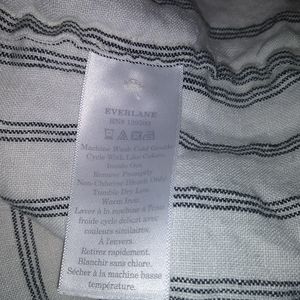 EVERLANE
Machine Wash Cold Gentle
Cycle With Like Colors.
Inside Out
Remove Promptly
Non-Chlorine Bleach Only
Tumble Dry Low
Warm Iron
Laver à la machine à l'eau
froide cycle délicat avec
couleurs similaires.
À l'envers.
Retirer rapidement.
Blanchir sans chlore.
Sécher à la machine basse
température.